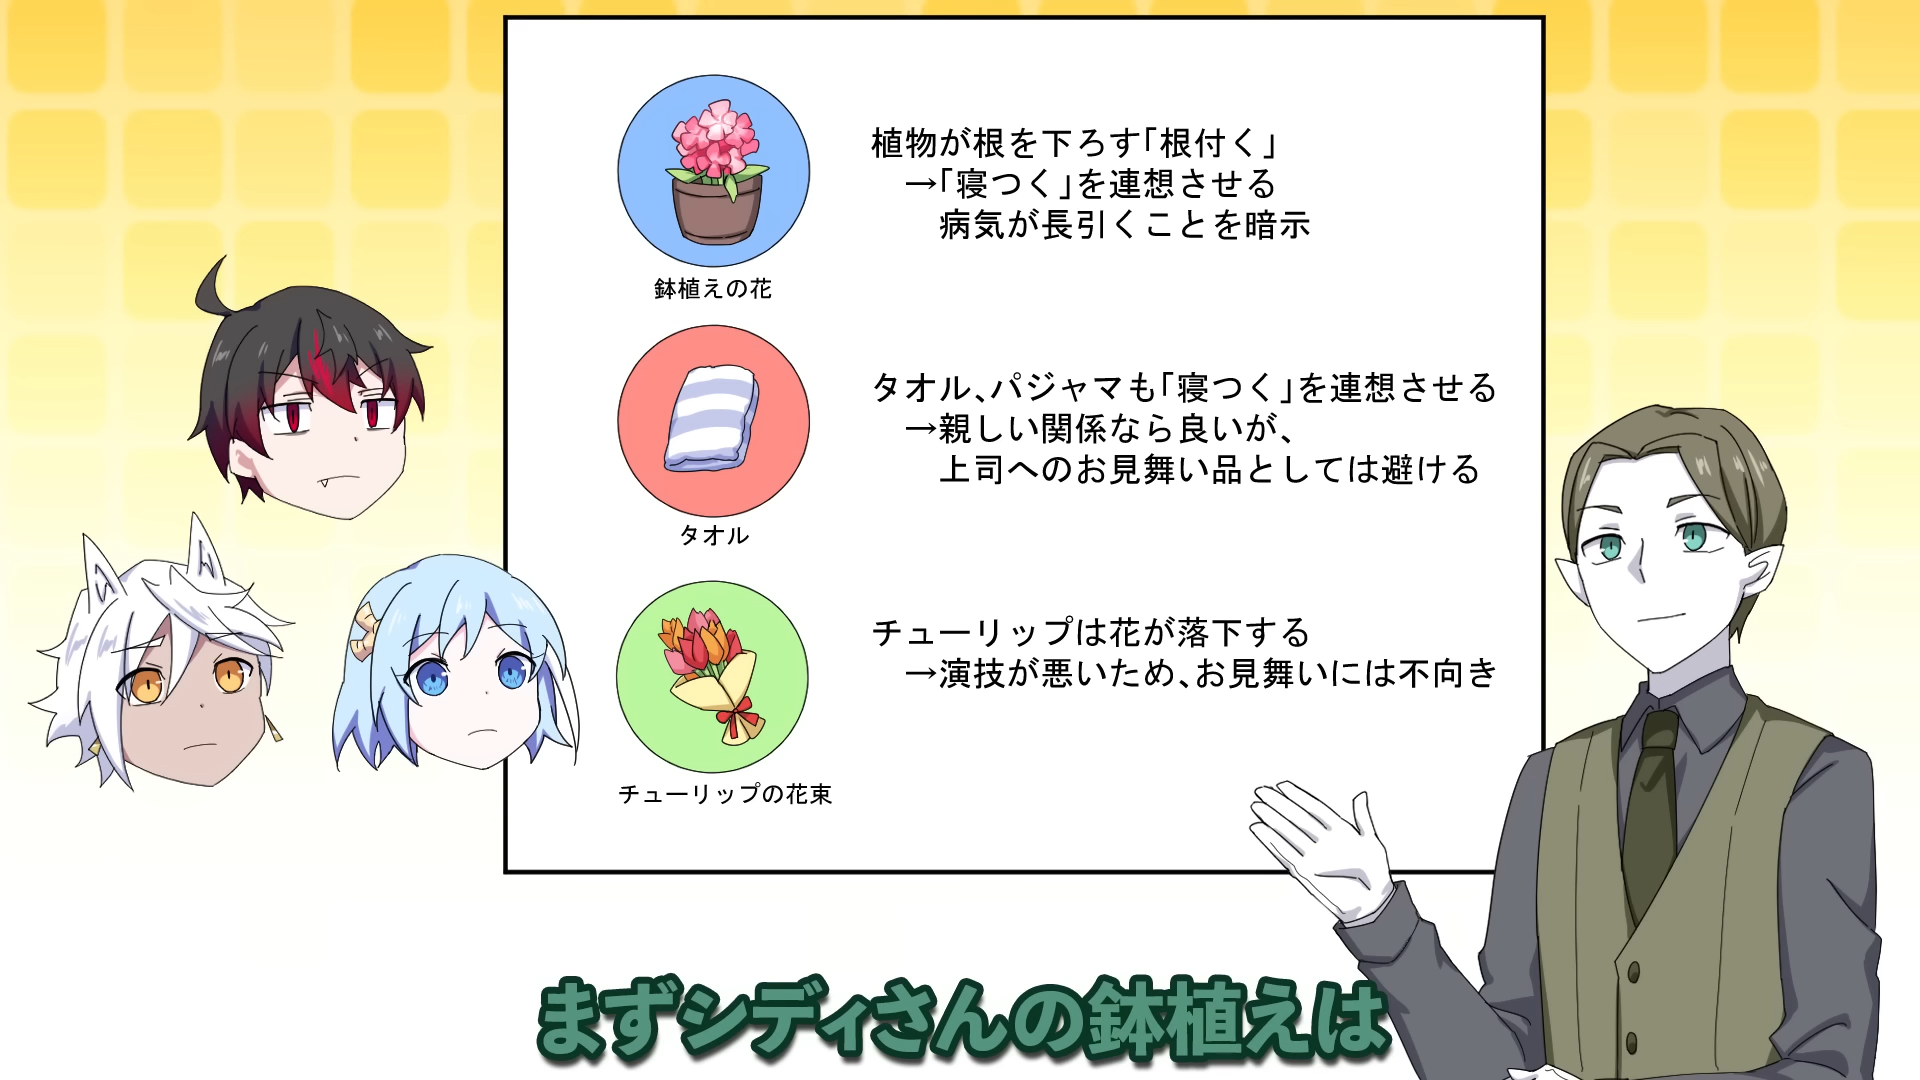 植物が根を下ろす「根付く」
→「寝つく」を連想させる
病気が長引くことを暗示
鉢植えの花
タオル、パジャマも「寝つく」を連想させる
→親しい関係なら良いが、
上司へのお見舞い品としては避ける
タオル
チューリップは花が落下する
→演技が悪いため、お見舞いには不向き
チューリップの花束
まずシディさんの鉢植えは